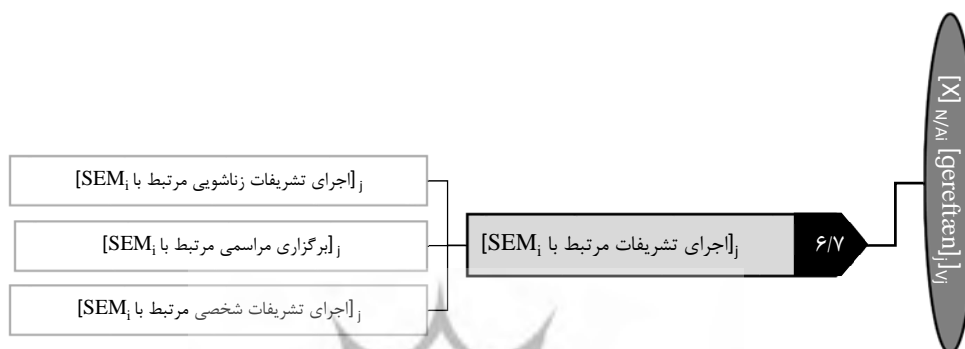 [X] N/Ai [gereftæn]j]Vj
۶/۷
[اجرای تشریفات مرتبط با SEMi]j
[اجرای تشریفات زناشویی مرتبط با SEMi]j
[برگزاری مراسمی مرتبط با SEMi]j
[اجرای تشریفات شخصی مرتبط با SEMi]j